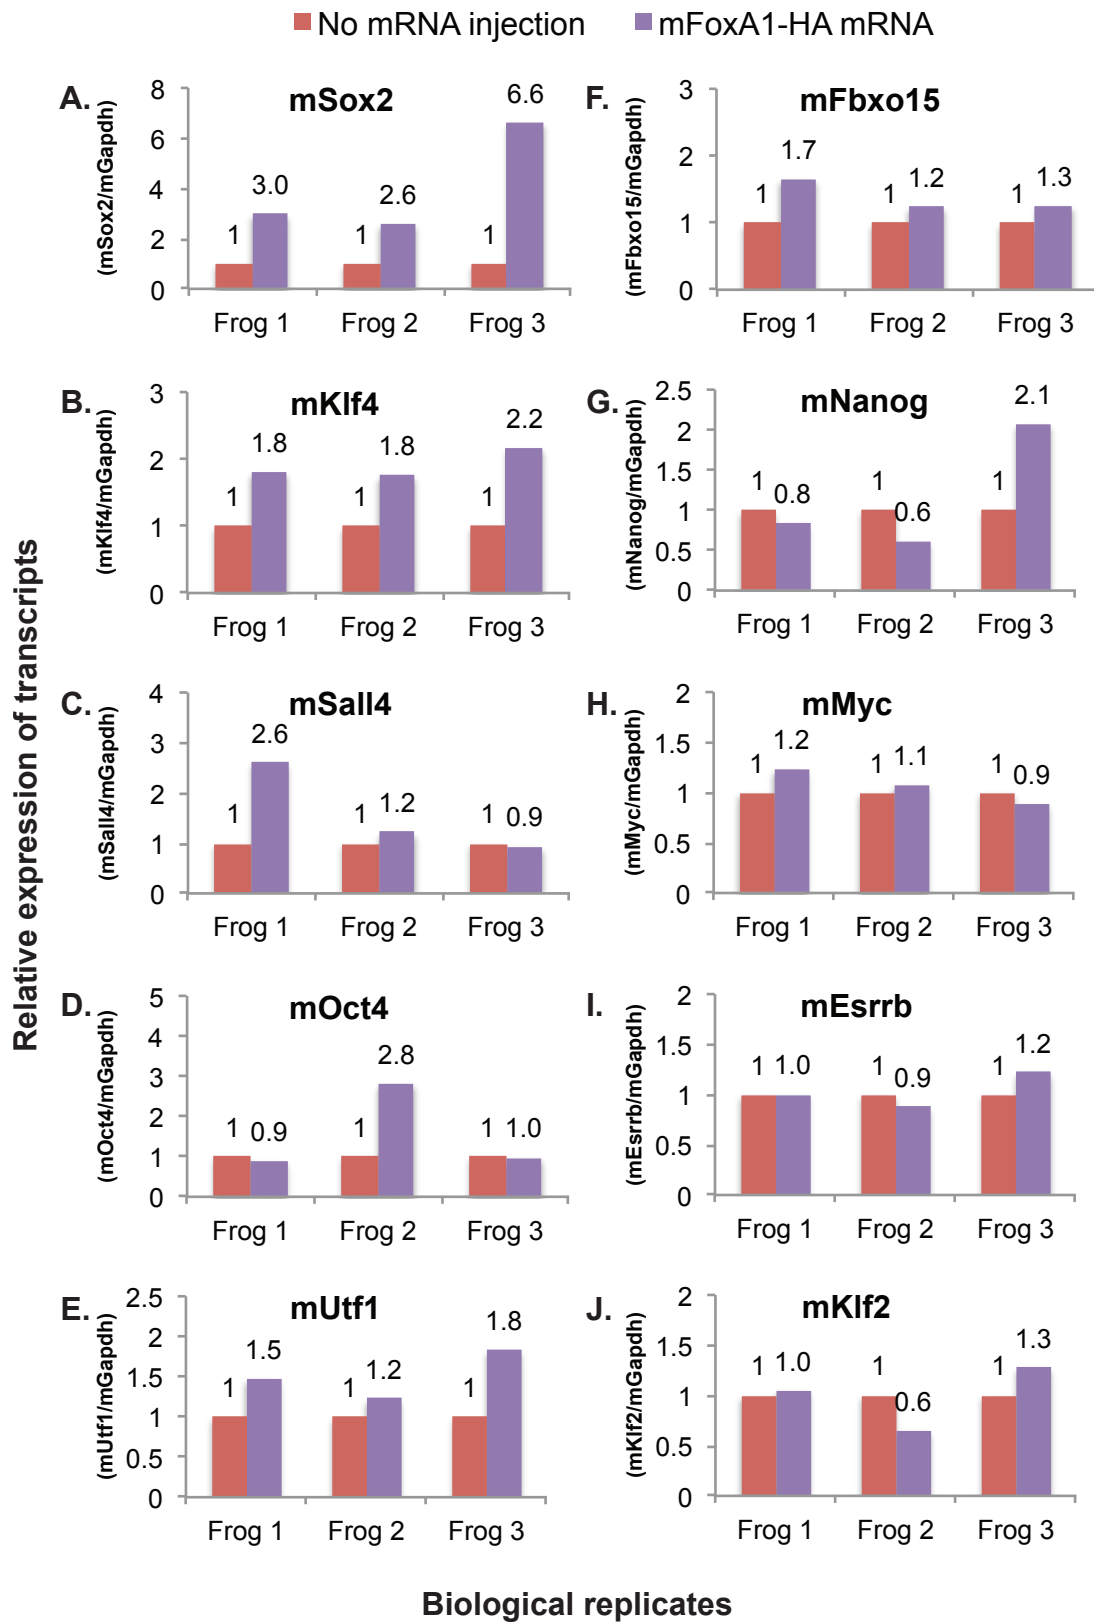 No mRNA injection mFoxA1-HA mRNA
Relative expression of transcripts
A. mSox2
(mSox2/mGapdh)
8
6
4
2
0
1 3.0 1 2.6 1 6.6
Frog 1 Frog 2 Frog 3
B. mKlf4
(mKlf4/mGapdh)
3
2
1
0
1 1.8 1 1.8 1 2.2
Frog 1 Frog 2 Frog 3
C. mSall4
(mSall4/mGapdh)
4
3
2
1
0
1 2.6 1 1.2 1 0.9
Frog 1 Frog 2 Frog 3
D. mOct4
(mOct4/mGapdh)
5
4
3
2
1
0
1 0.9 1 2.8 1 1.0
Frog 1 Frog 2 Frog 3
E. mUtf1
(mUtf1/mGapdh)
2.5
2
1.5
1
0.5
0
1 1.5 1 1.2 1 1.8
Frog 1 Frog 2 Frog 3
F. mFbxo15
(mFbxo15/mGapdh)
3
2
1
0
1 1.7 1 1.2 1 1.3
Frog 1 Frog 2 Frog 3
G. mNanog
(mNanog/mGapdh)
2.5
2
1.5
1
0.5
0
1 0.8 1 0.6 1 2.1
Frog 1 Frog 2 Frog 3
H. mMyc
(mMyc/mGapdh)
2
1.5
1
0.5
0
1 1.2 1 1.1 1 0.9
Frog 1 Frog 2 Frog 3
I. mEsrrb
(mEsrrb/mGapdh)
2
1.5
1
0.5
0
1 1.0 1 0.9 1 1.2
Frog 1 Frog 2 Frog 3
J. mKlf2
(mKlf2/mGapdh)
2
1.5
1
0.5
0
1 1.0 1 0.6 1 1.3
Frog 1 Frog 2 Frog 3
Biological replicates